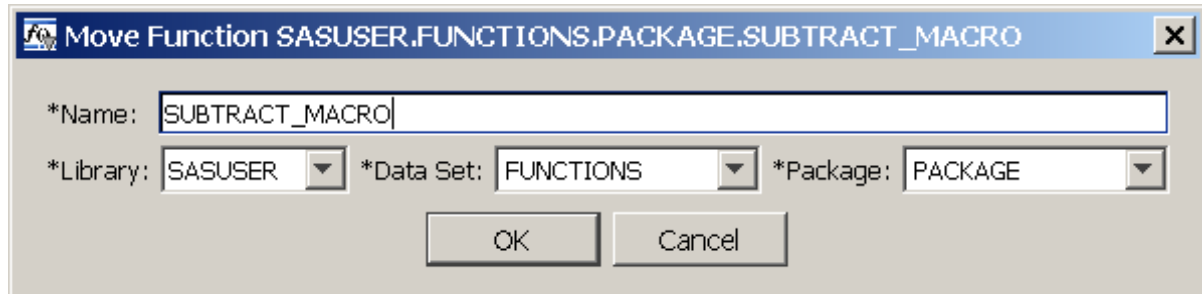 Move Function SASUSER.FUNCTIONS.PACKAGE.SUBTRACT_MACRO
*Name: SUBTRACT_MACRO
*Library: SASUSER *Data Set: FUNCTIONS *Package: PACKAGE
OK Cancel